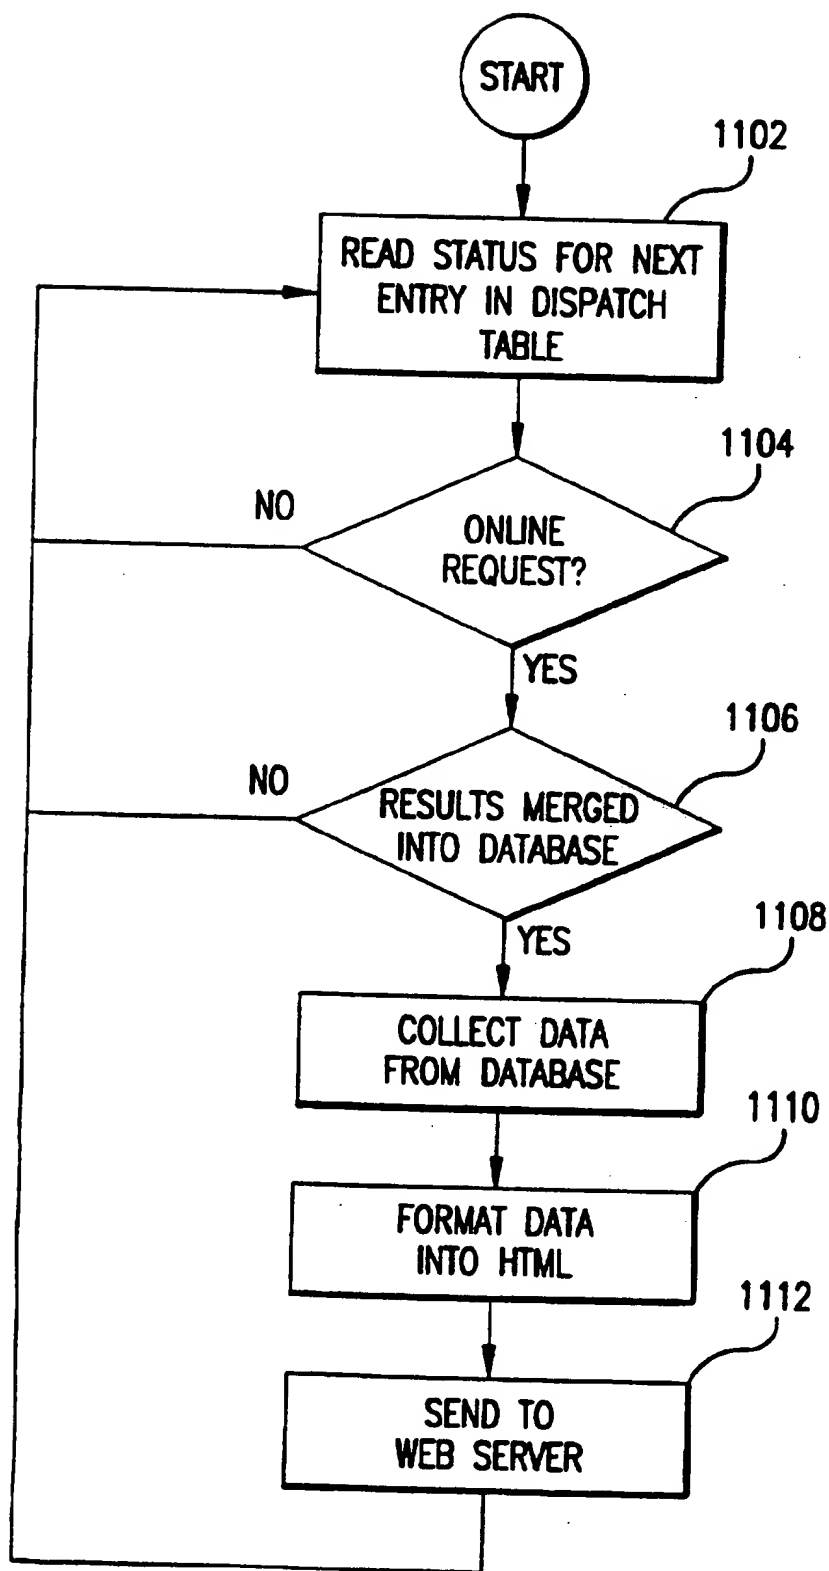 START
1102
READ STATUS FOR NEXT
ENTRY IN DISPATCH
TABLE
1104
NO
ONLINE
REQUEST?
YES
1106
NO
RESULTS MERGED
INTO DATABASE
YES
1108
COLLECT DATA
FROM DATABASE
1110
FORMAT DATA
INTO HTML
1112
SEND TO
WEB SERVER